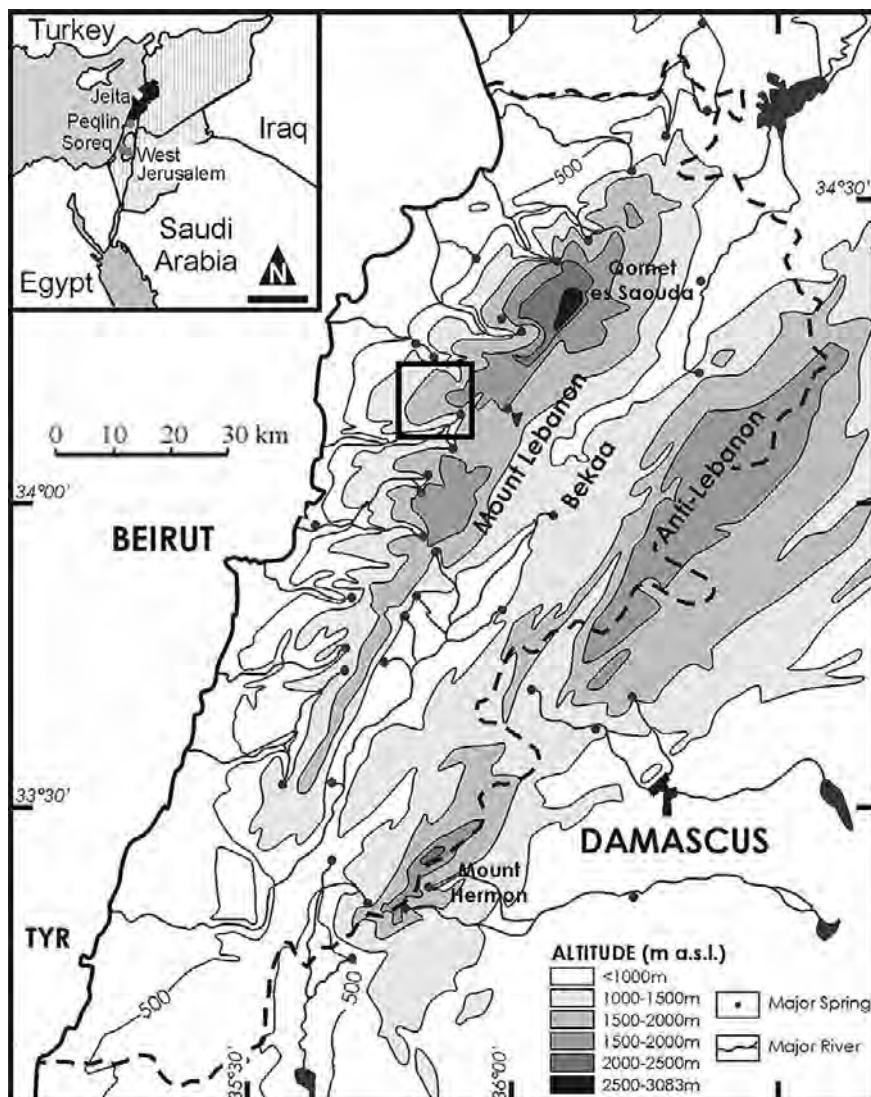 Turkey
Jeita
Peqlin
Soreq
West
Jerusalem
Iraq
Saudi
Arabia
Egypt
N
500
34°30'
Qornet
es Saouda
0 10 20 30 km
Mount Lebanon
Bekaa
Anti-Lebanon
34°00'
BEIRUT
33°30'
DAMASCUS
Mount
Hermon
TYR
500
500
35°30'
36°00'
ALTITUDE (m a.s.l.)
<1000m
1000-1500m
1500-2000m
1500-2000m
2000-2500m
2500-3083m
Major Spring
Major River